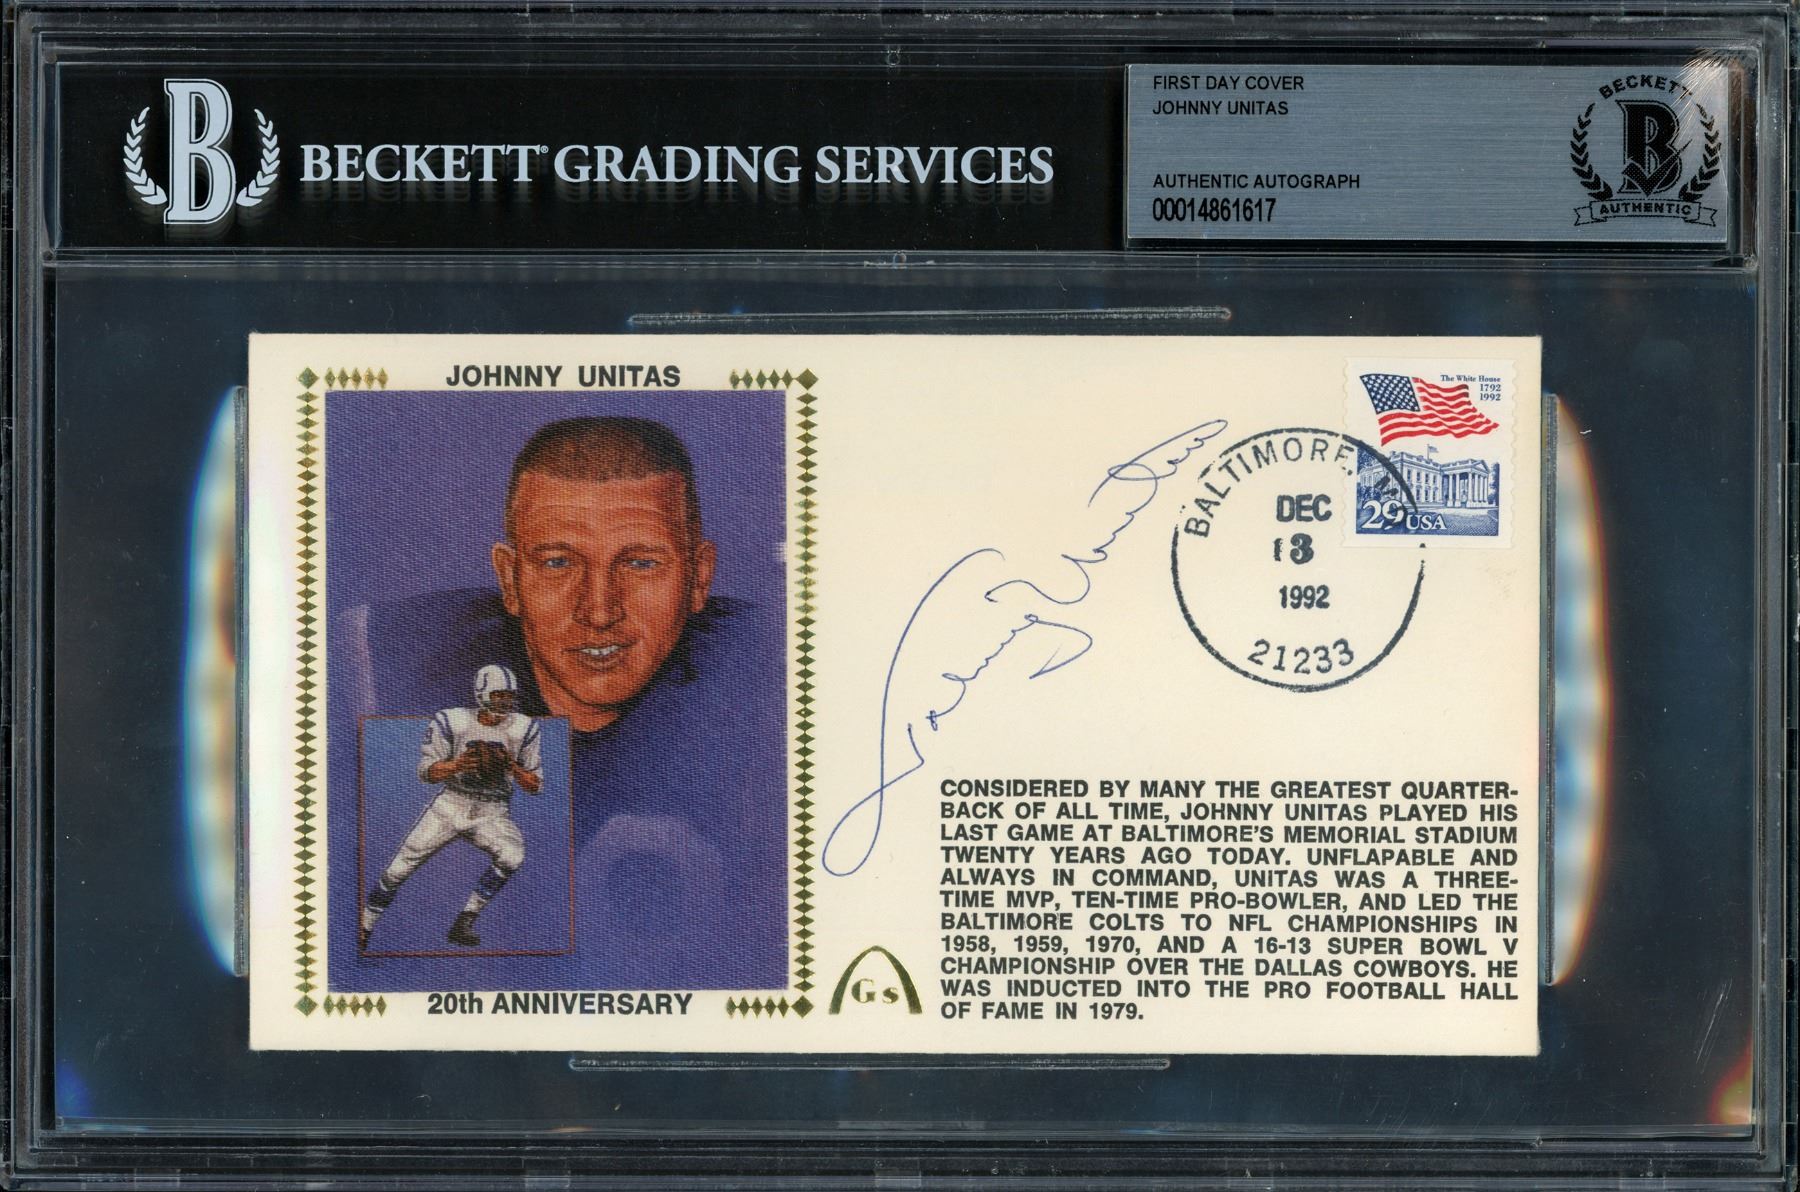 BECKETT® GRADING SERVICES
FIRST DAY COVER
JOHNNY UNITAS
AUTHENTIC AUTOGRAPH
00014861617
BECKETT
B
AUTHENTIC
B
JOHNNY UNITAS
20th ANNIVERSARY
Johnny Unitas
The White House
1792
1992
29 USA
BALTIMORE, M
DEC
13
1992
21233
CONSIDERED BY MANY THE GREATEST QUARTER-
BACK OF ALL TIME, JOHNNY UNITAS PLAYED HIS
LAST GAME AT BALTIMORE'S MEMORIAL STADIUM
TWENTY YEARS AGO TODAY. UNFLAPABLE AND
ALWAYS IN COMMAND, UNITAS WAS A THREE-
TIME MVP, TEN-TIME PRO-BOWLER, AND LED THE
BALTIMORE COLTS TO NFL CHAMPIONSHIPS IN
1958, 1959, 1970, AND A 16-13 SUPER BOWL V
CHAMPIONSHIP OVER THE DALLAS COWBOYS. HE
WAS INDUCTED INTO THE PRO FOOTBALL HALL
OF FAME IN 1979.
Gs